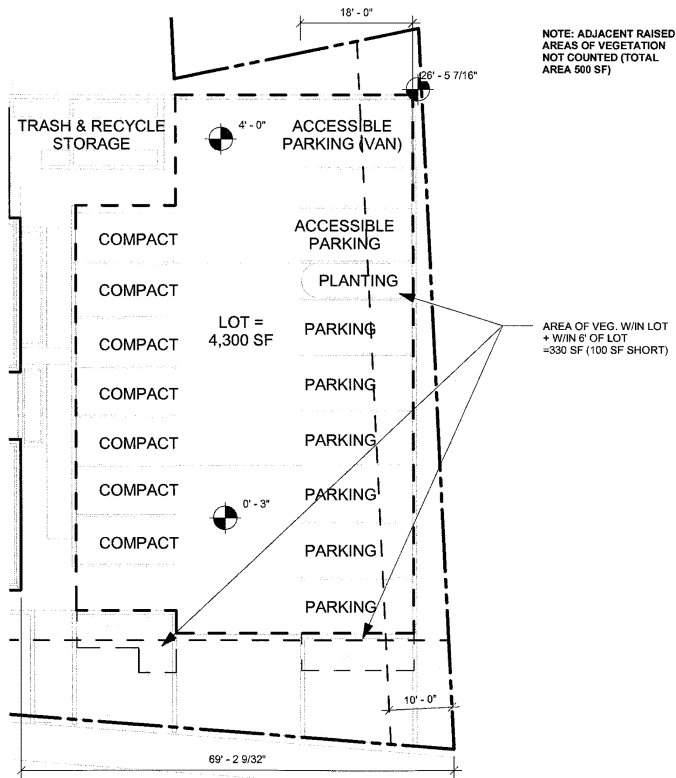 18' - 0"
NOTE: ADJACENT RAISED
AREAS OF VEGETATION
NOT COUNTED (TOTAL
AREA 500 SF)
26' - 5 7/16"
TRASH & RECYCLE
STORAGE
4' - 0"
ACCESSIBLE
PARKING (VAN)
COMPACT
ACCESSIBLE
PARKING
COMPACT
PLANTING
LOT =
4,300 SF
AREA OF VEG. W/IN LOT
+ W/IN 6' OF LOT
=330 SF (100 SF SHORT)
COMPACT
PARKING
COMPACT
PARKING
COMPACT
PARKING
COMPACT
PARKING
0' - 3"
COMPACT
PARKING
PARKING
10' - 0"
69' - 2 9/32"